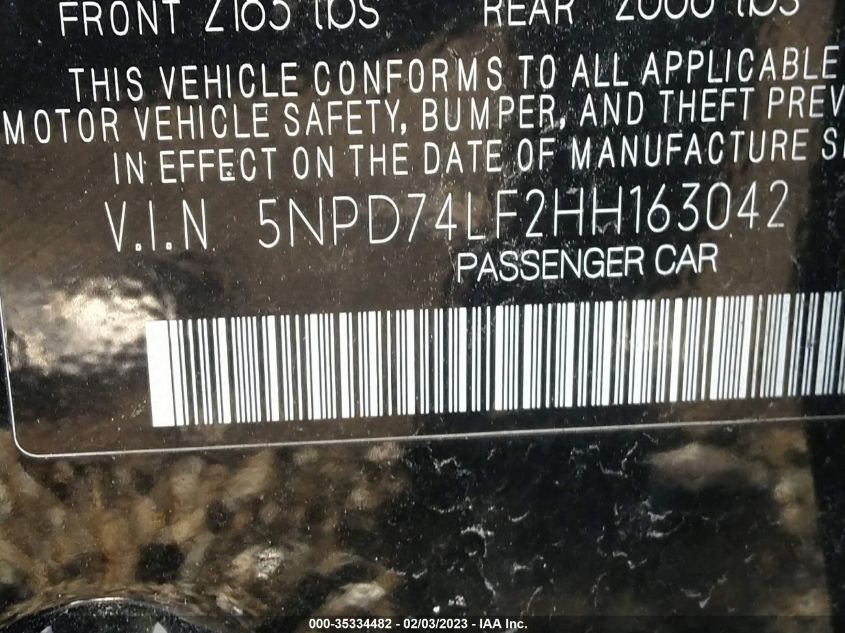 FRONT 2165 lbs REAR 2006 lbs
THIS VEHICLE CONFORMS TO ALL APPLICABLE
MOTOR VEHICLE SAFETY, BUMPER, AND THEFT PREV
IN EFFECT ON THE DATE OF MANUFACTURE S
V.I.N 5NPD74LF2HH163042
PASSENGER CAR
000-35334482 - 02/03/2023 - IAA Inc.